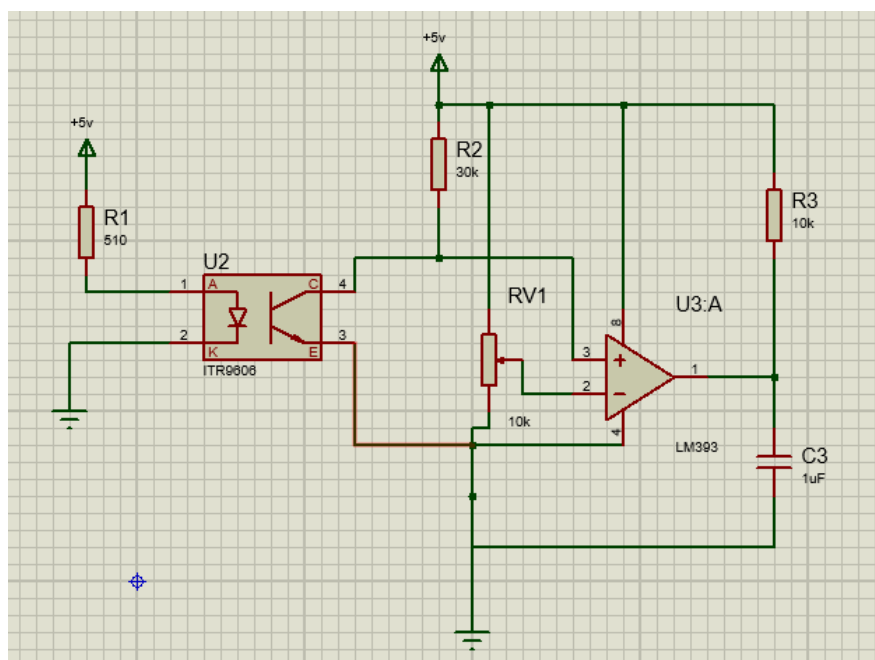 +5v
+5v
R2
30k
R1
510
R3
10k
U2
1
A
C
4
2
K
E
3
ITR9606
RV1
10k
U3:A
8
3
+
2
−
1
4
LM393
C3
1uF